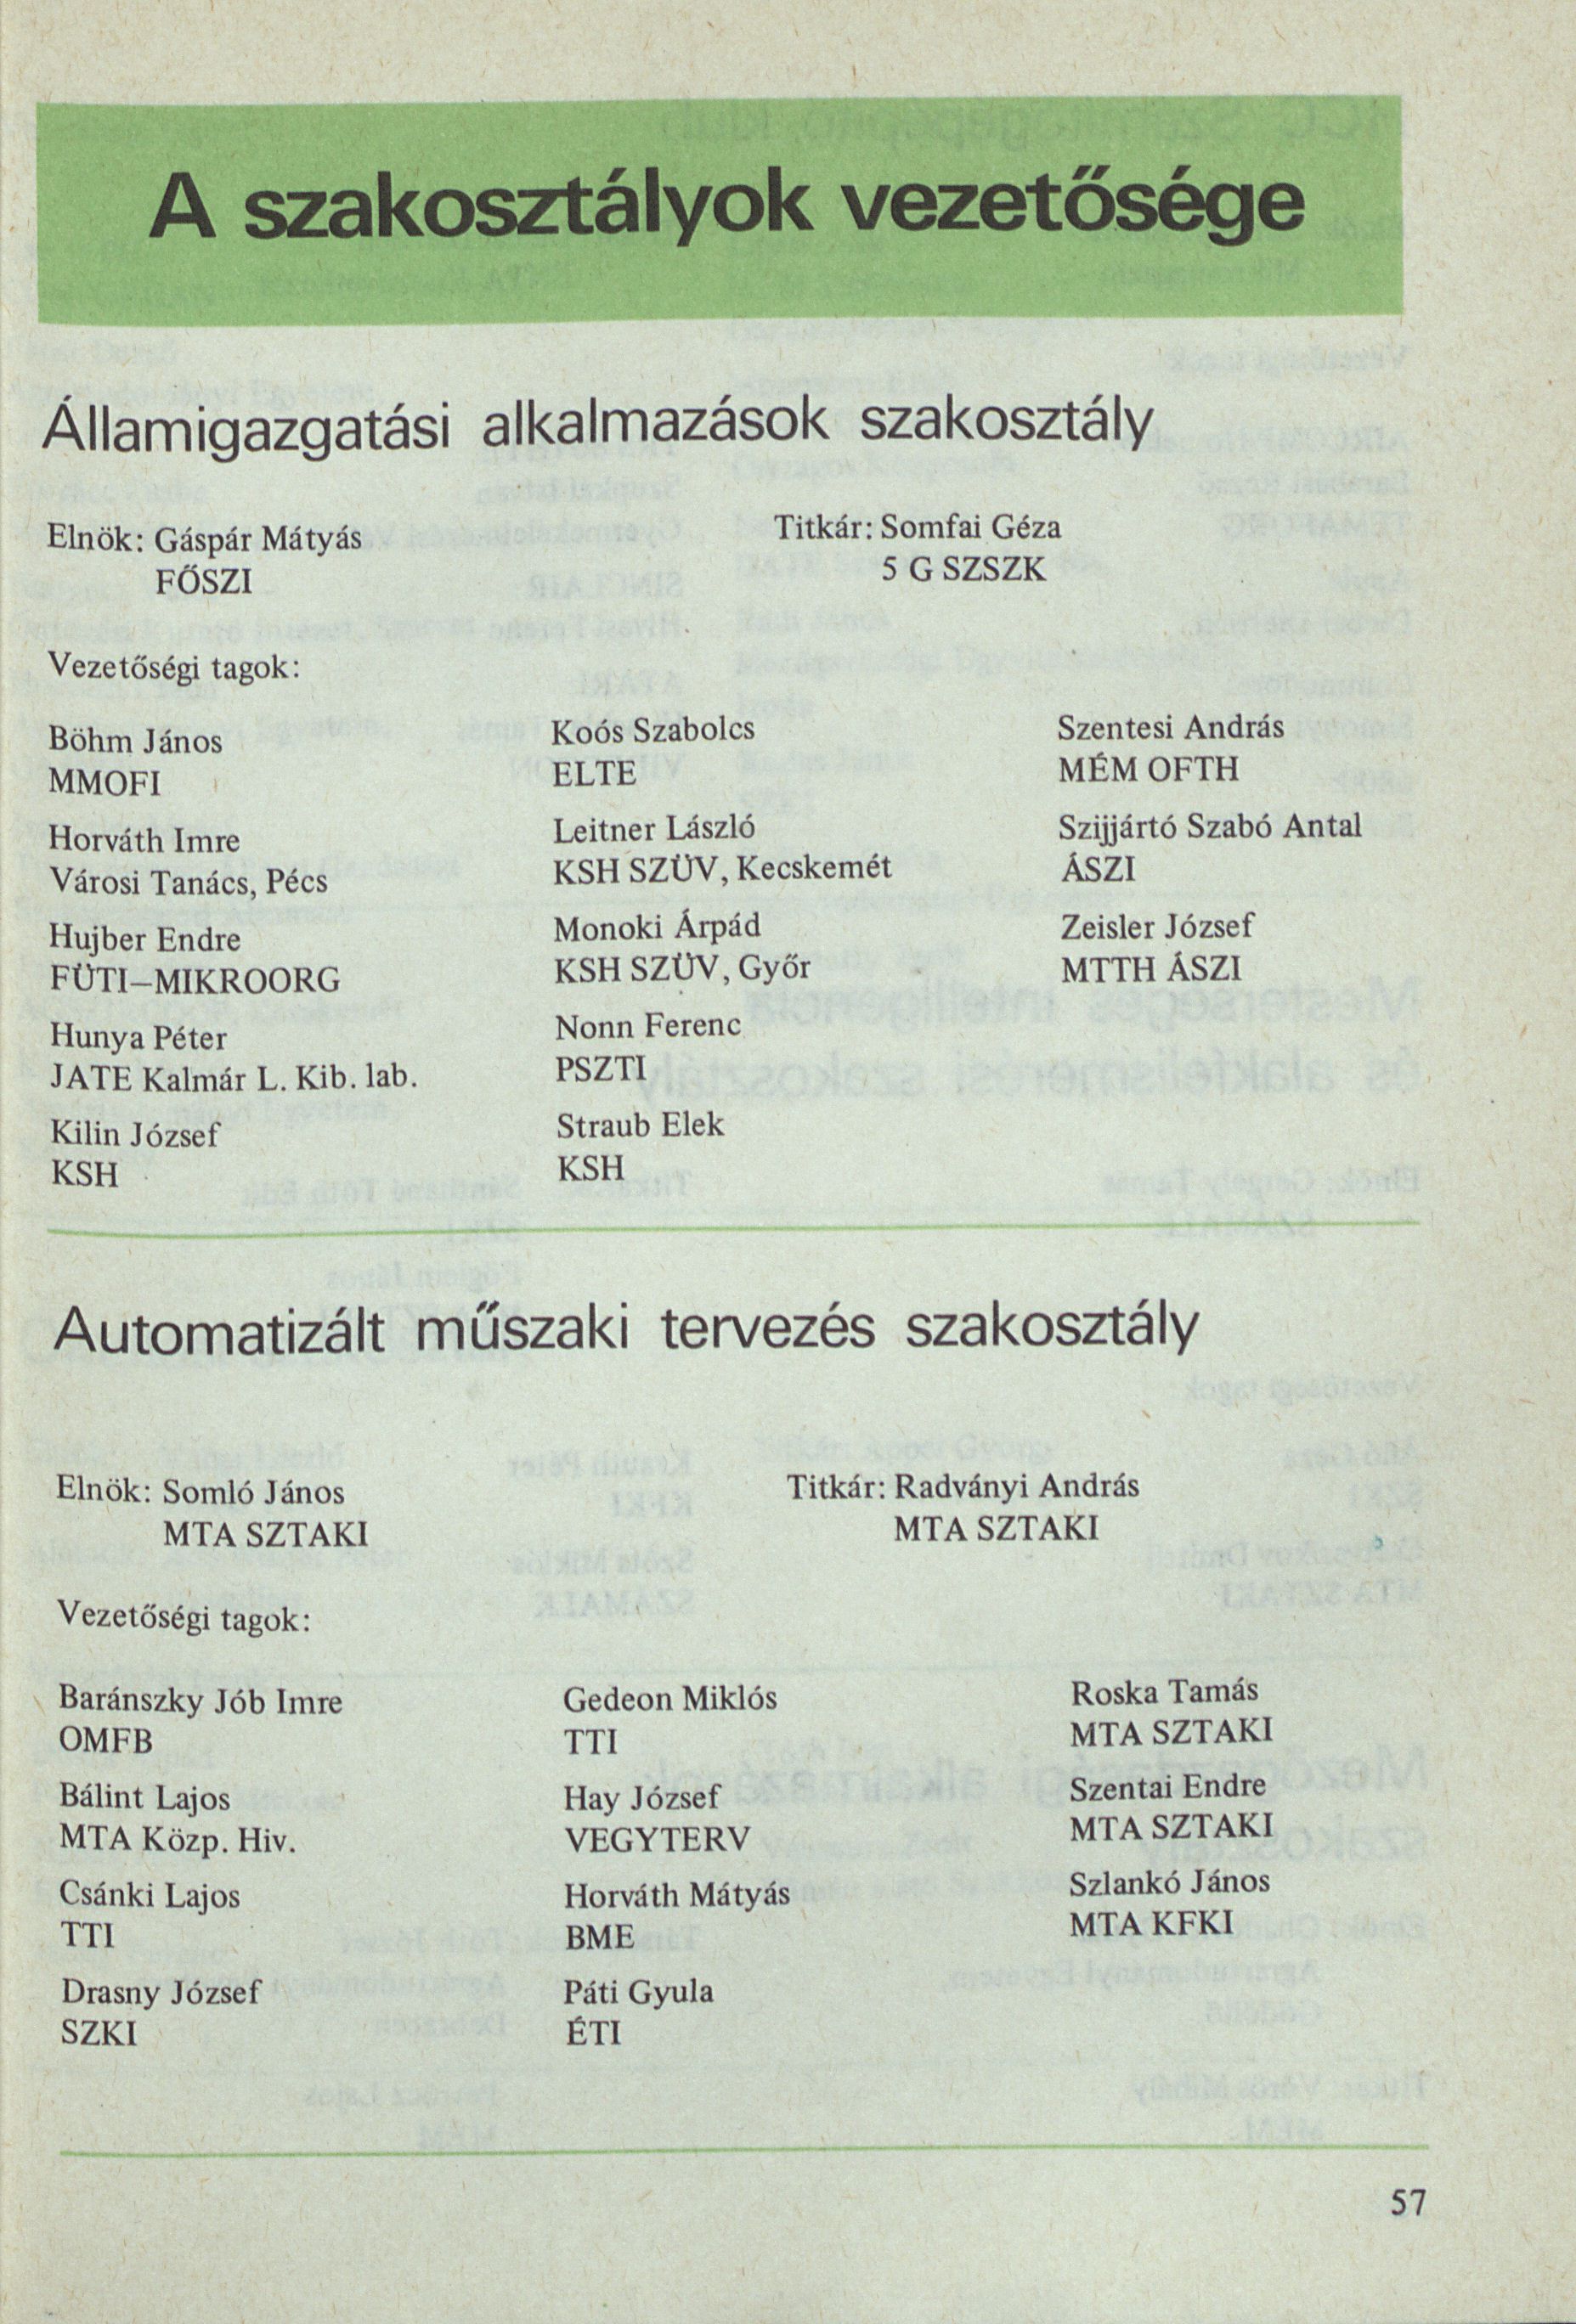 A szakosztályok vezetősége
Államigazgatási alkalmazások szakosztály
Elnök: Gáspár Mátyás
FŐSZI
Titkár: Somfai Géza
5 G SZSZK
Vezetőségi tagok:
Böhm János
MMOFI
Horváth Imre
Városi Tanács, Pécs
Hujber Endre
FÜTI–MIKROORG
Hunya Péter
JATE Kalmár L. Kib. lab.
Kilin József
KSH
Koós Szabolcs
ELTE
Leitner László
KSH SZÜV, Kecskemét
Monoki Árpád
KSH SZÜV, Győr
Nonn Ferenc
PSZTI
Straub Elek
KSH
Szentesi András
MÉM OFTH
Szijjártó Szabó Antal
ÁSZI
Zeisler József
MTTH ÁSZI
Automatizált műszaki tervezés szakosztály
Elnök: Somló János
MTA SZTAKI
Titkár: Radványi András
MTA SZTAKI
Vezetőségi tagok:
Baránszky Jób Imre
OMFB
Bálint Lajos
MTA Közp. Hiv.
Csánki Lajos
TTI
Drasny József
SZKI
Gedeon Miklós
TTI
Hay József
VEGYTERV
Horváth Mátyás
BME
Páti Gyula
ÉTI
Roska Tamás
MTA SZTAKI
Szentai Endre
MTA SZTAKI
Szlankó János
MTA KFKI
57